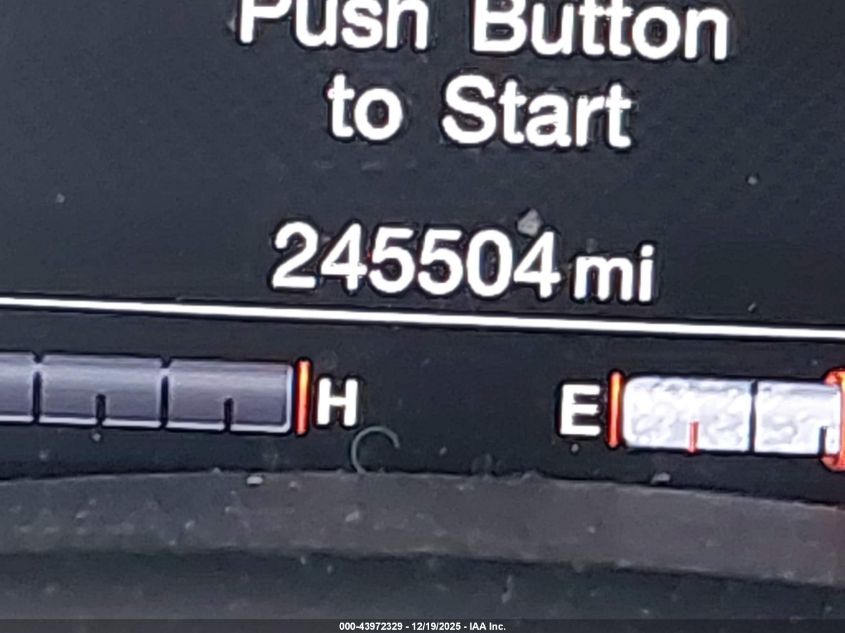 Push Button
to Start
245504 mi
H
E
000-43972329 - 12/19/2025 - IAA Inc.